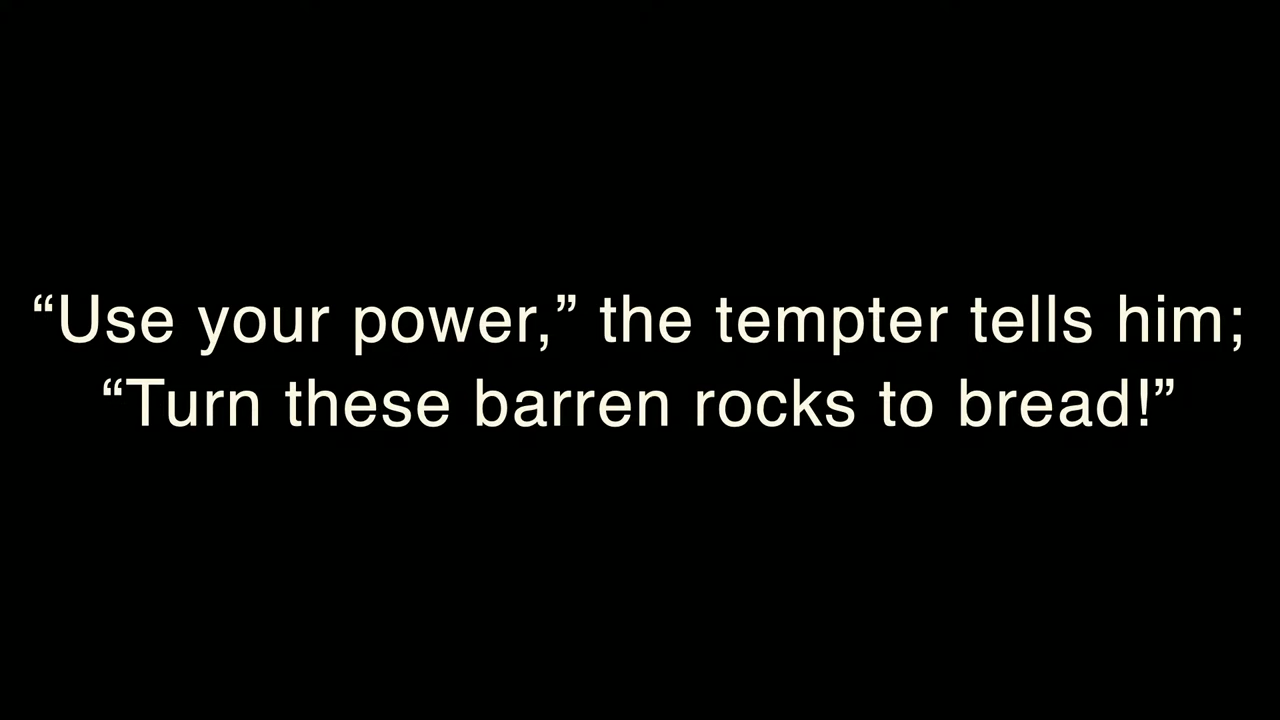 “Use your power,” the tempter tells him;
“Turn these barren rocks to bread!”